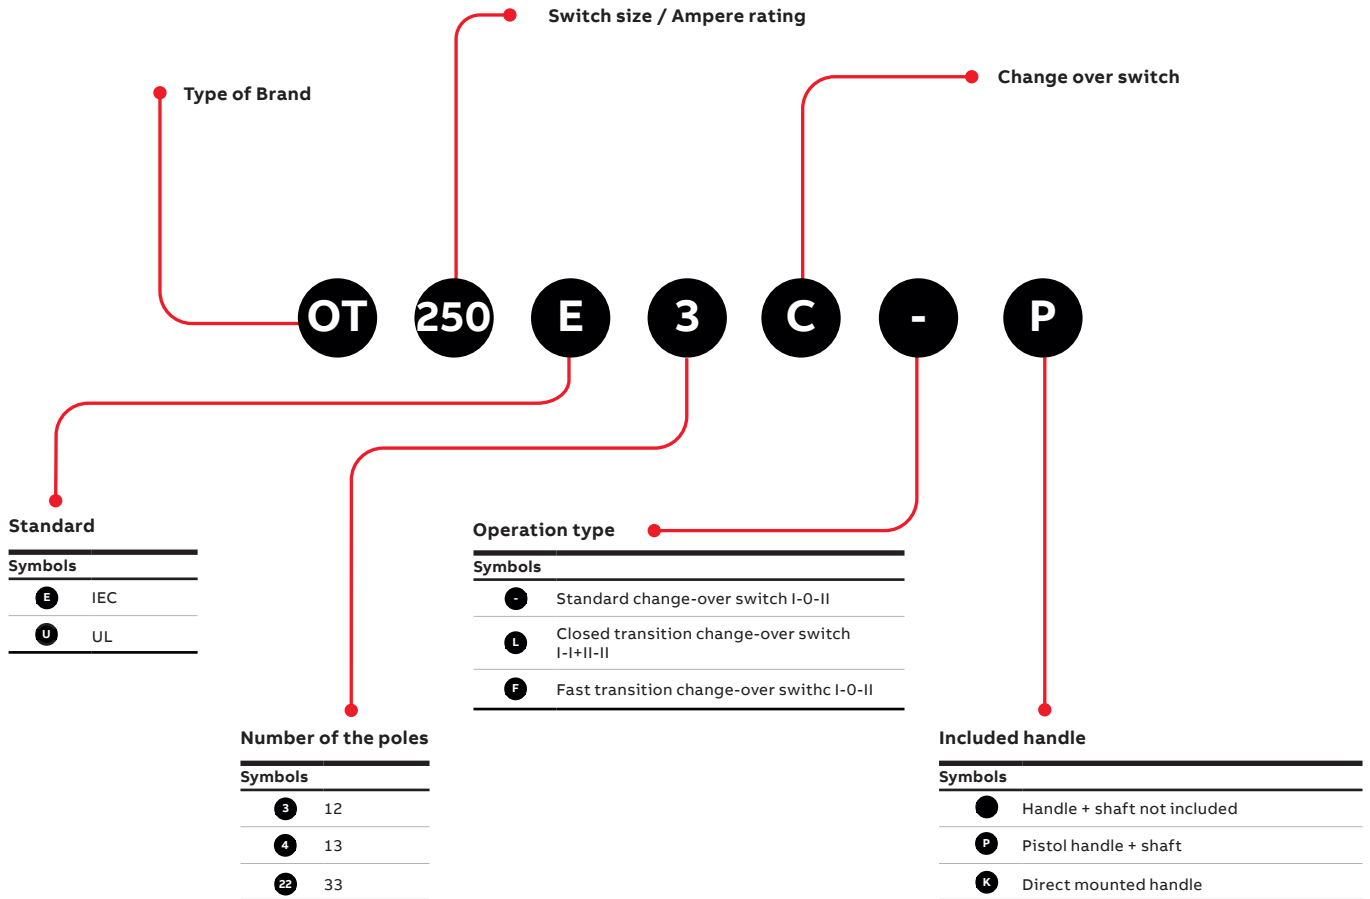 Switch size / Ampere rating
Change over switch
Type of Brand
OT 250 E 3 C - P
Standard
Symbols
E IEC
U UL
Operation type
Symbols
- Standard change-over switch I-0-II
L Closed transition change-over switch
I-I+II-II
F Fast transition change-over swithc I-0-II
Number of the poles
Symbols
3 12
4 13
22 33
Included handle
Symbols
Handle + shaft not included
P Pistol handle + shaft
K Direct mounted handle